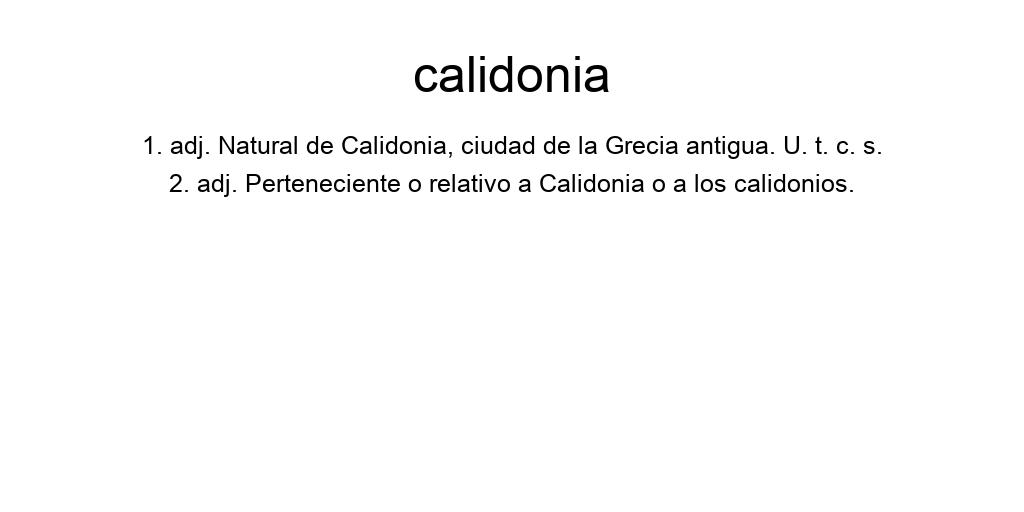 calidonia
1. adj. Natural de Calidonia, ciudad de la Grecia antigua. U. t. c. s.
2. adj. Perteneciente o relativo a Calidonia o a los calidonios.